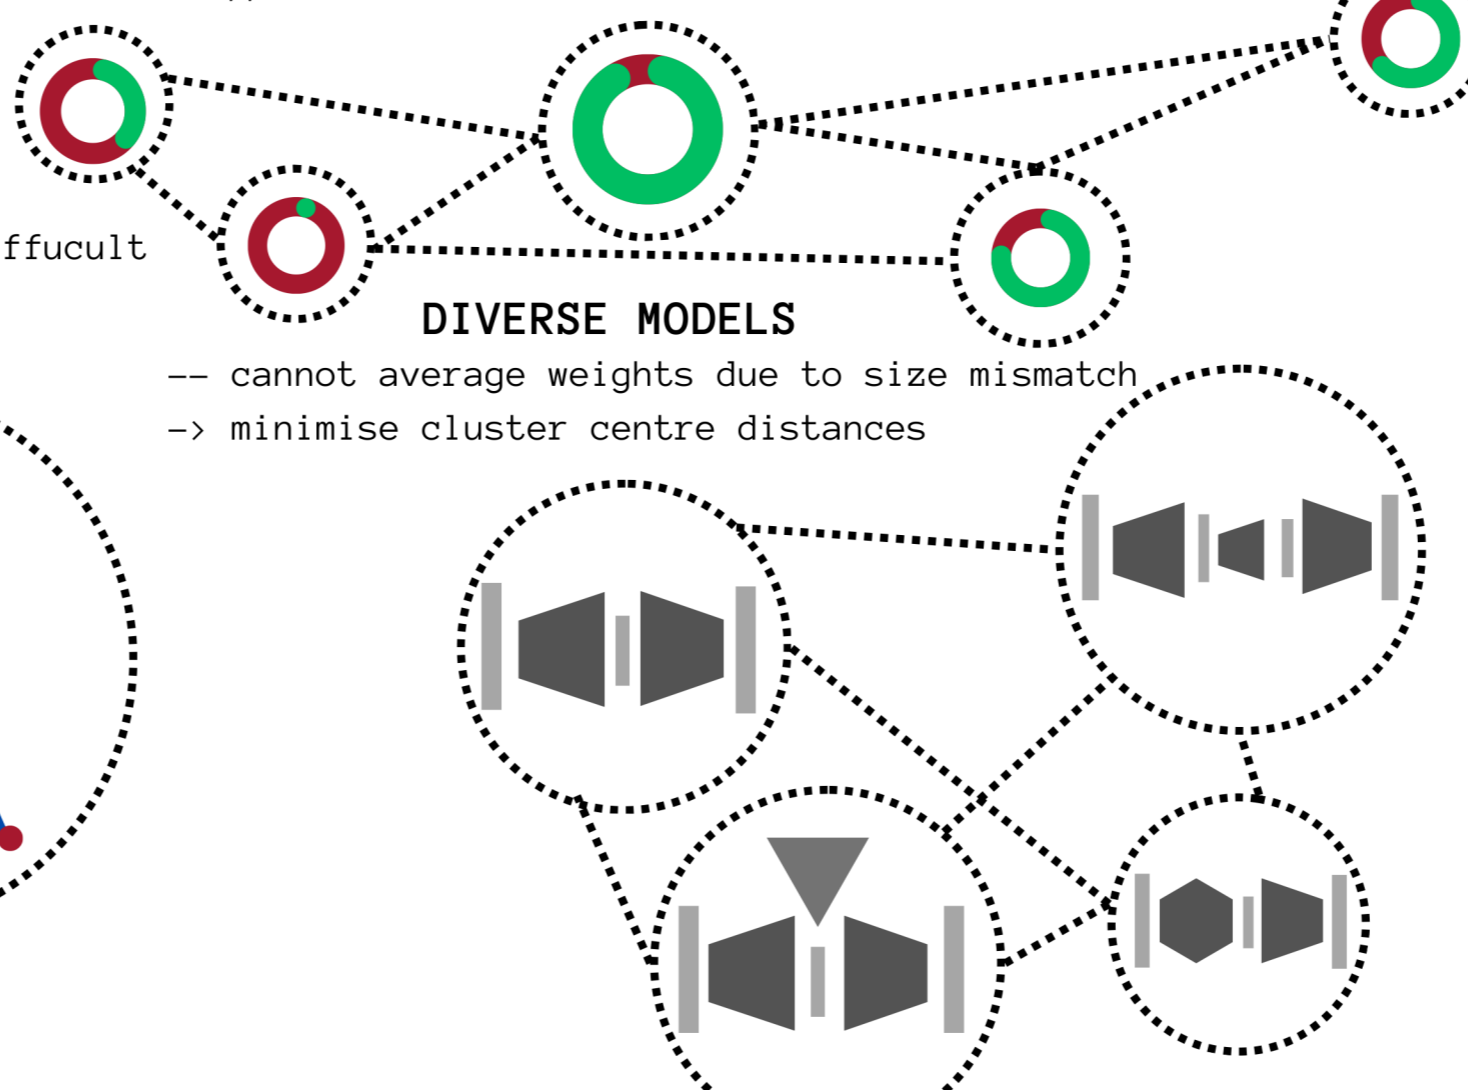 ffucult
DIVERSE MODELS
-- cannot average weights due to size mismatch
-> minimise cluster centre distances